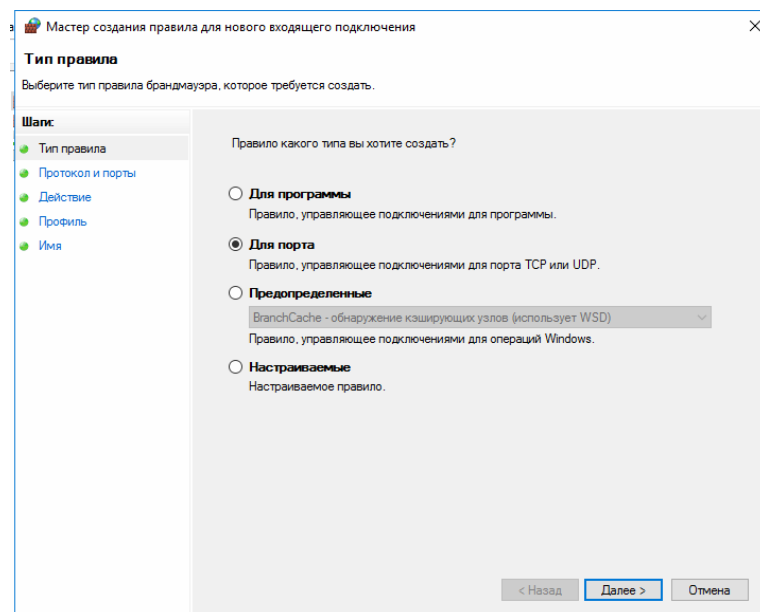 Мастер создания правила для нового входящего подключения
Тип правила
Выберите тип правила брандмауэра, которое требуется создать.
Шаги:
Тип правила
Протокол и порты
Действие
Профиль
Имя
Правило какого типа вы хотите создать?
Для программы
Правило, управляющее подключениями для программы.
Для порта
Правило, управляющее подключениями для порта TCP или UDP.
Предопределенные
BranchCache - обнаружение кэширующих узлов (использует WSD)
Правило, управляющее подключениями для операций Windows.
Настраиваемые
Настраиваемое правило.
< Назад
Далее >
Отмена